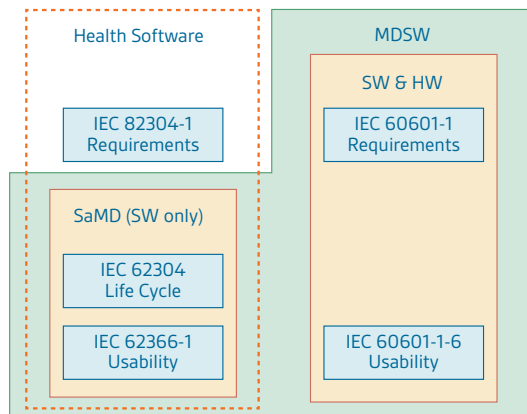 Health Software
MDSW
SW & HW
IEC 82304-1
Requirements
IEC 60601-1
Requirements
SaMD (SW only)
IEC 62304
Life Cycle
IEC 62366-1
Usability
IEC 60601-1-6
Usability